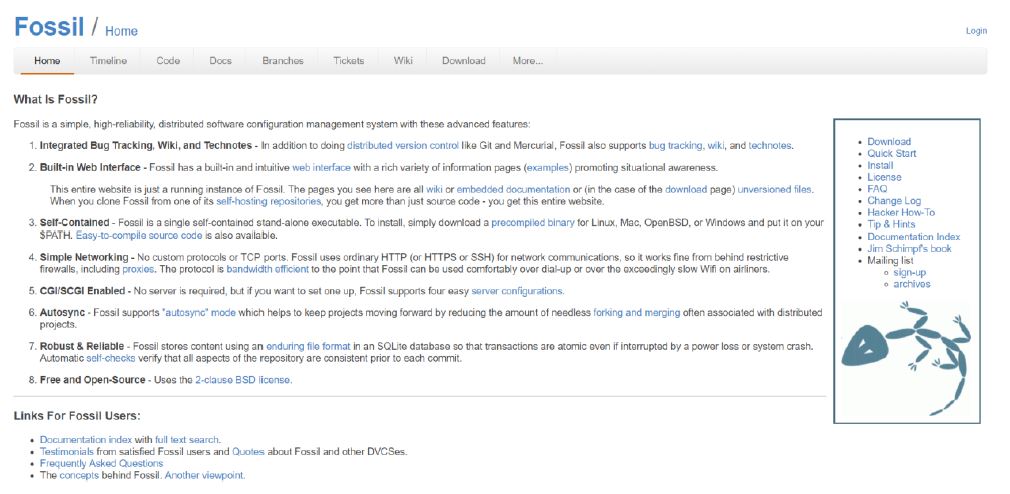 Fossil / Home
Login
Home Timeline Code Docs Branches Tickets Wiki Download More...
What Is Fossil?
Fossil is a simple, high-reliability, distributed software configuration management system with these advanced features:
1. Integrated Bug Tracking, Wiki, and Technotes - In addition to doing distributed version control like Git and Mercurial, Fossil also supports bug tracking, wiki, and technotes.
2. Built-in Web Interface - Fossil has a built-in and intuitive web interface with a rich variety of information pages (examples) promoting situational awareness.
This entire website is just a running instance of Fossil. The pages you see here are all wiki or embedded documentation or (in the case of the download page) unversioned files.
When you clone Fossil from one of its self-hosting repositories, you get more than just source code - you get this entire website.
3. Self-Contained - Fossil is a single self-contained stand-alone executable. To install, simply download a precompiled binary for Linux, Mac, OpenBSD, or Windows and put it on your
$PATH. Easy-to-compile source code is also available.
4. Simple Networking - No custom protocols or TCP ports. Fossil uses ordinary HTTP (or HTTPS or SSH) for network communications, so it works fine from behind restrictive
firewalls, including proxies. The protocol is bandwidth efficient to the point that Fossil can be used comfortably over dial-up or over the exceedingly slow Wifi on airliners.
5. CGI/SCGI Enabled - No server is required, but if you want to set one up, Fossil supports four easy server configurations.
6. Autosync - Fossil supports "autosync" mode which helps to keep projects moving forward by reducing the amount of needless forking and merging often associated with distributed
projects.
7. Robust & Reliable - Fossil stores content using an enduring file format in an SQLite database so that transactions are atomic even if interrupted by a power loss or system crash.
Automatic self-checks verify that all aspects of the repository are consistent prior to each commit.
8. Free and Open-Source - Uses the 2-clause BSD license.
Links For Fossil Users:
• Documentation index with full text search.
• Testimonials from satisfied Fossil users and Quotes about Fossil and other DVCSes.
• Frequently Asked Questions
• The concepts behind Fossil. Another viewpoint.
• Download
• Quick Start
• Install
• License
• FAQ
• Change Log
• Hacker How-To
• Tip & Hints
• Documentation Index
• Jim Schimpf's book
• Mailing list
◦ sign-up
◦ archives